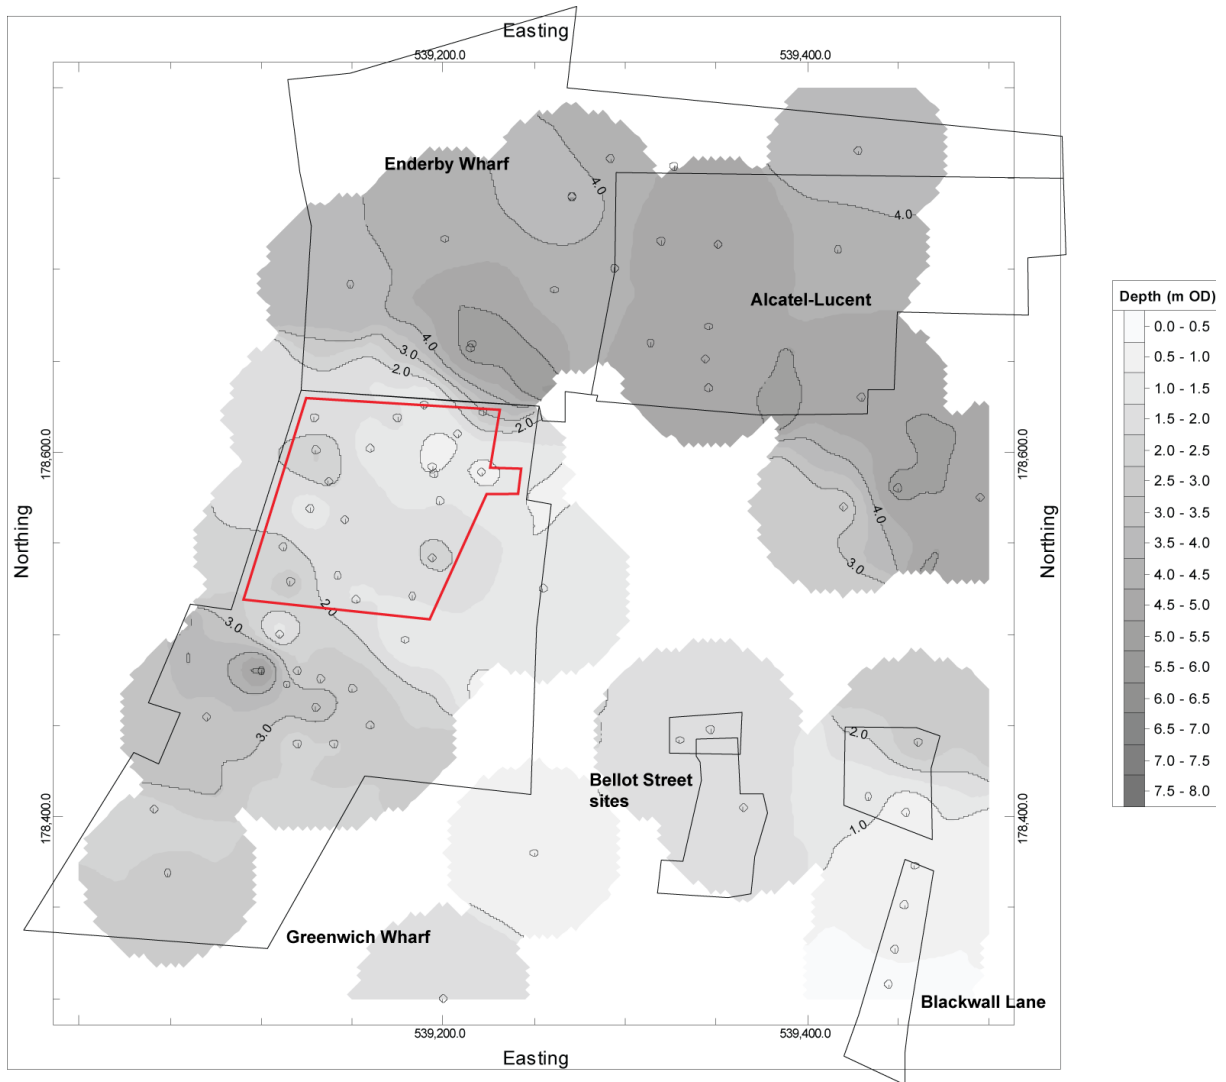 Easting
539,200.0
539,400.0
Enderby Wharf
4.0
4.0
Alcatel-Lucent
Depth (m OD)
0.0 - 0.5
0.5 - 1.0
1.0 - 1.5
1.5 - 2.0
2.0 - 2.5
2.5 - 3.0
3.0 - 3.5
3.5 - 4.0
4.0 - 4.5
4.5 - 5.0
5.0 - 5.5
5.5 - 6.0
6.0 - 6.5
6.5 - 7.0
7.0 - 7.5
7.5 - 8.0
4.0
3.0
2.0
2.0
178,600.0
178,600.0
4.0
Northing
Northing
3.0
2.0
3.0
3.0
2.0
Bellot Street
sites
1.0
178,400.0
178,400.0
Greenwich Wharf
Blackwall Lane
539,200.0
539,400.0
Easting